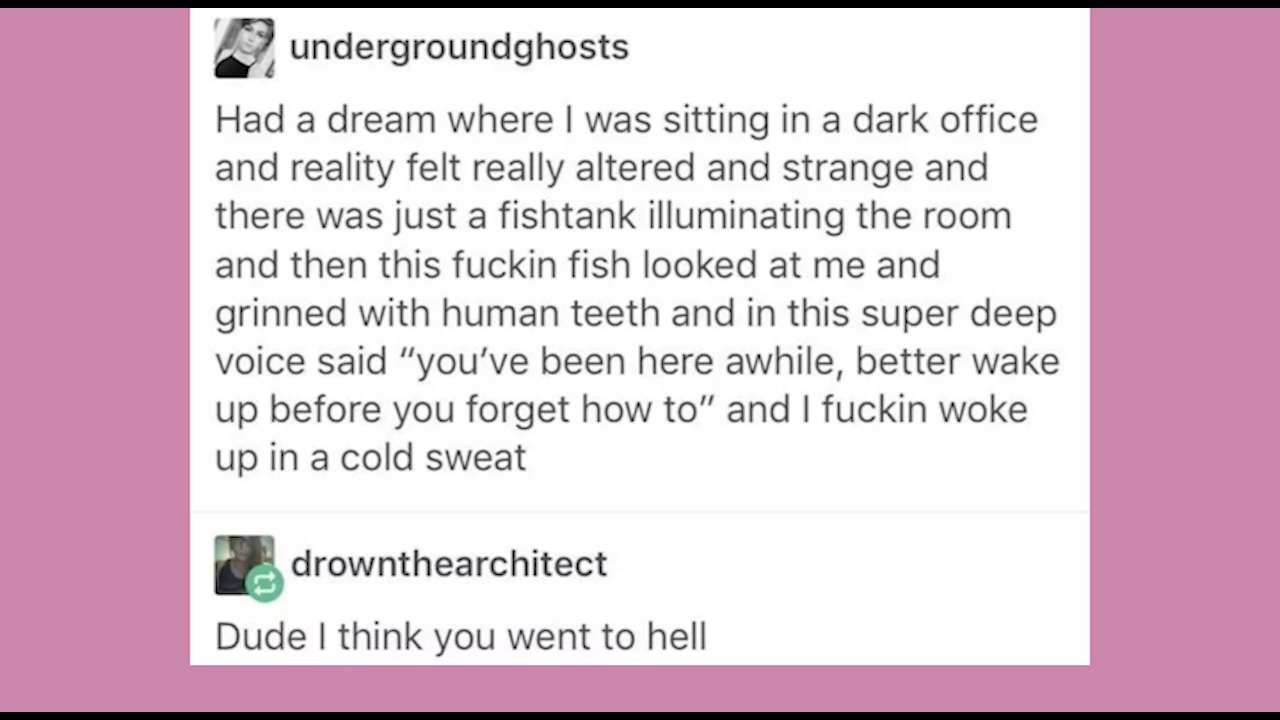 undergroundghosts
Had a dream where I was sitting in a dark office
and reality felt really altered and strange and
there was just a fishtank illuminating the room
and then this fuckin fish looked at me and
grinned with human teeth and in this super deep
voice said “you’ve been here awhile, better wake
up before you forget how to” and I fuckin woke
up in a cold sweat
drownthearchitect
Dude I think you went to hell